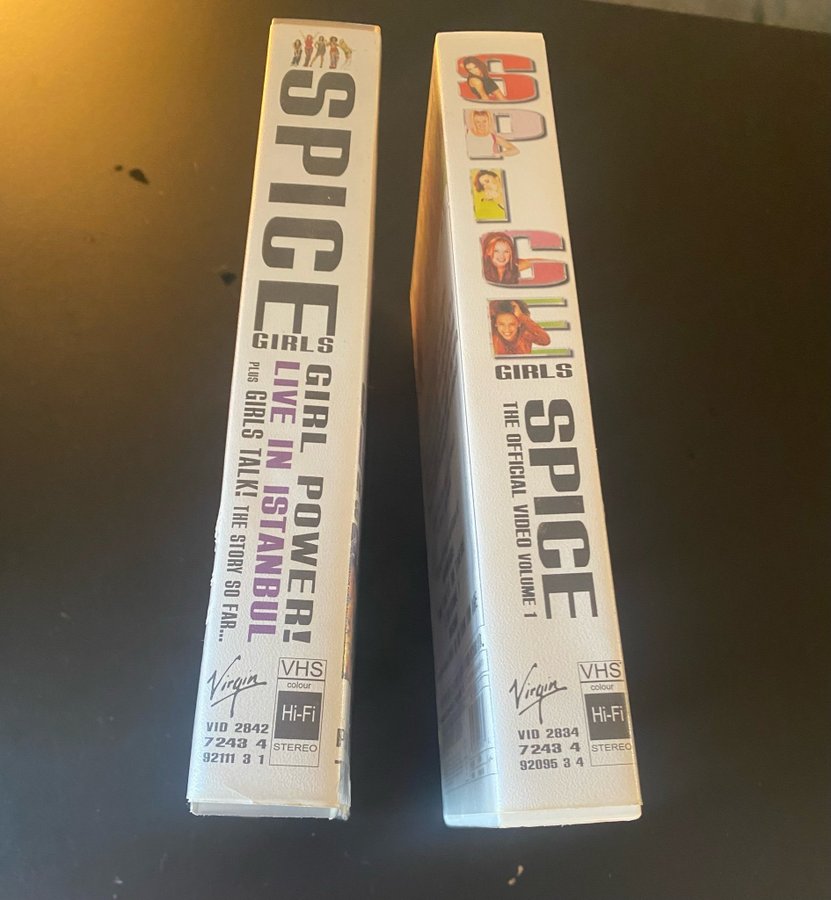 SPICE
GIRLS
GIRL POWER!
LIVE IN ISTANBUL
PLUS GIRLS TALK! THE STORY SO FAR...
Virgin
VID 2842
7243 4
92111 3 1
VHS
colour
Hi-Fi
STEREO
SPICE
GIRLS
SPICE
THE OFFICIAL VIDEO VOLUME 1
Virgin
VID 2834
7243 4
92095 3 4
VHS
colour
Hi-Fi
STEREO